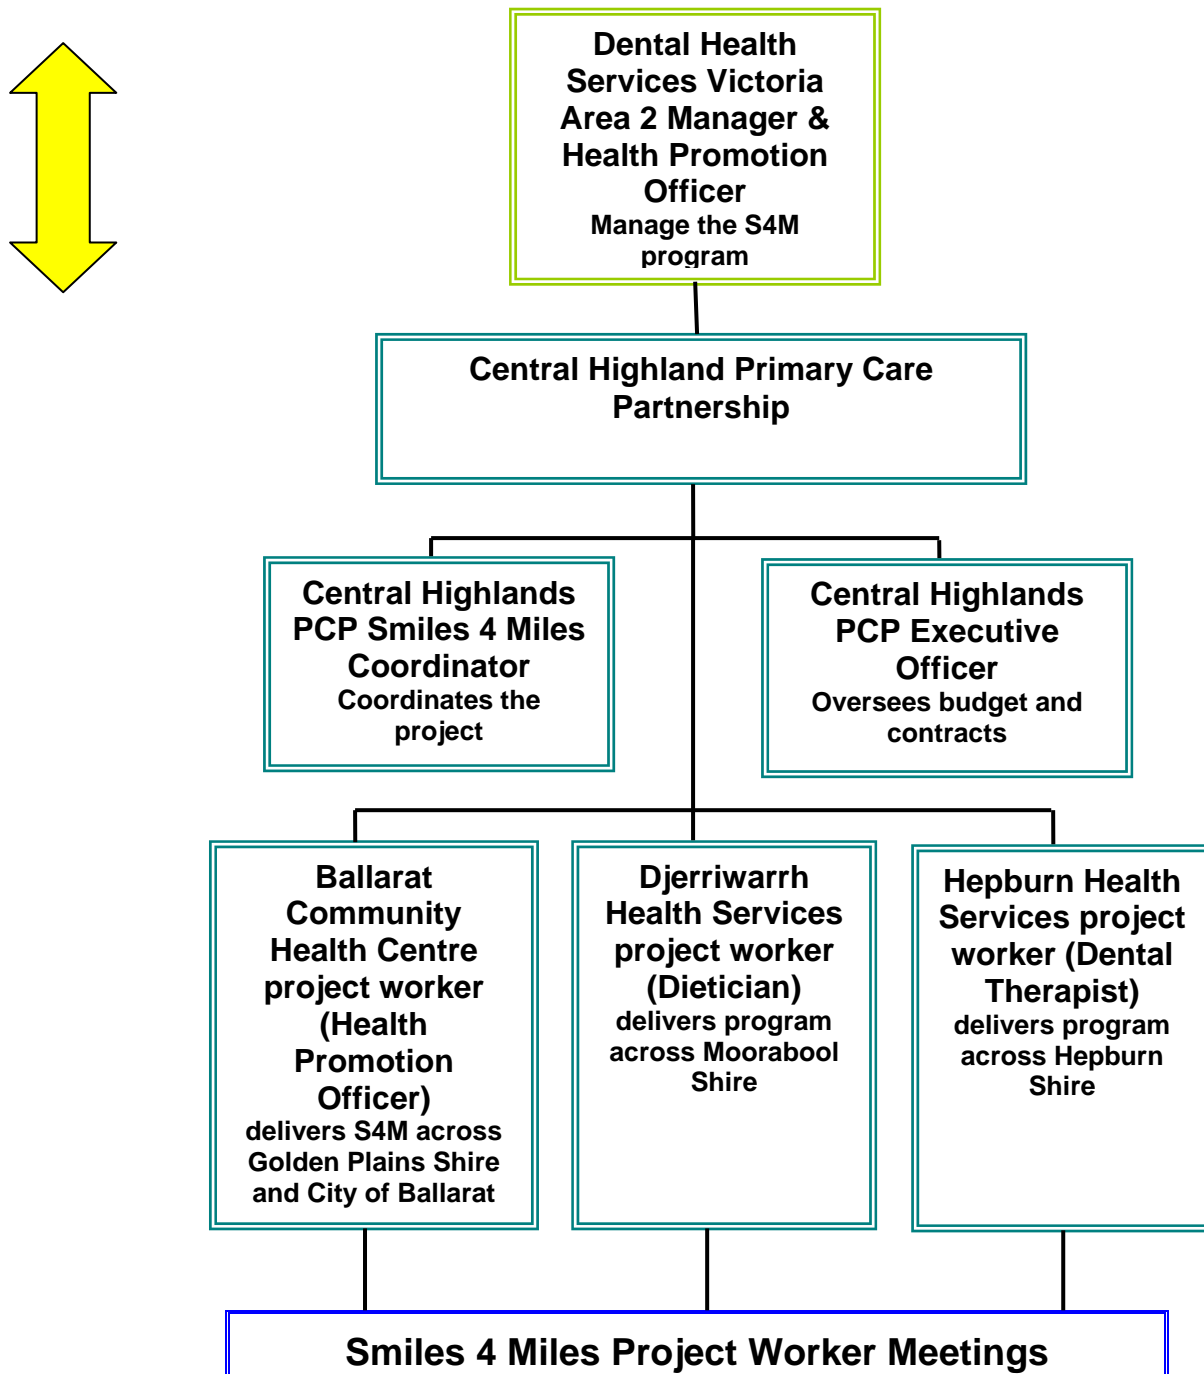 Dental Health
Services Victoria
Area 2 Manager &
Health Promotion
Officer
Manage the S4M
program
Central Highland Primary Care
Partnership
Central Highlands
PCP Smiles 4 Miles
Coordinator
Coordinates the
project
Central Highlands
PCP Executive
Officer
Oversees budget and
contracts
Ballarat
Community
Health Centre
project worker
(Health
Promotion
Officer)
delivers S4M across
Golden Plains Shire
and City of Ballarat
Djerriwarrh
Health Services
project worker
(Dietician)
delivers program
across Moorabool
Shire
Hepburn Health
Services project
worker (Dental
Therapist)
delivers program
across Hepburn
Shire
Smiles 4 Miles Project Worker Meetings